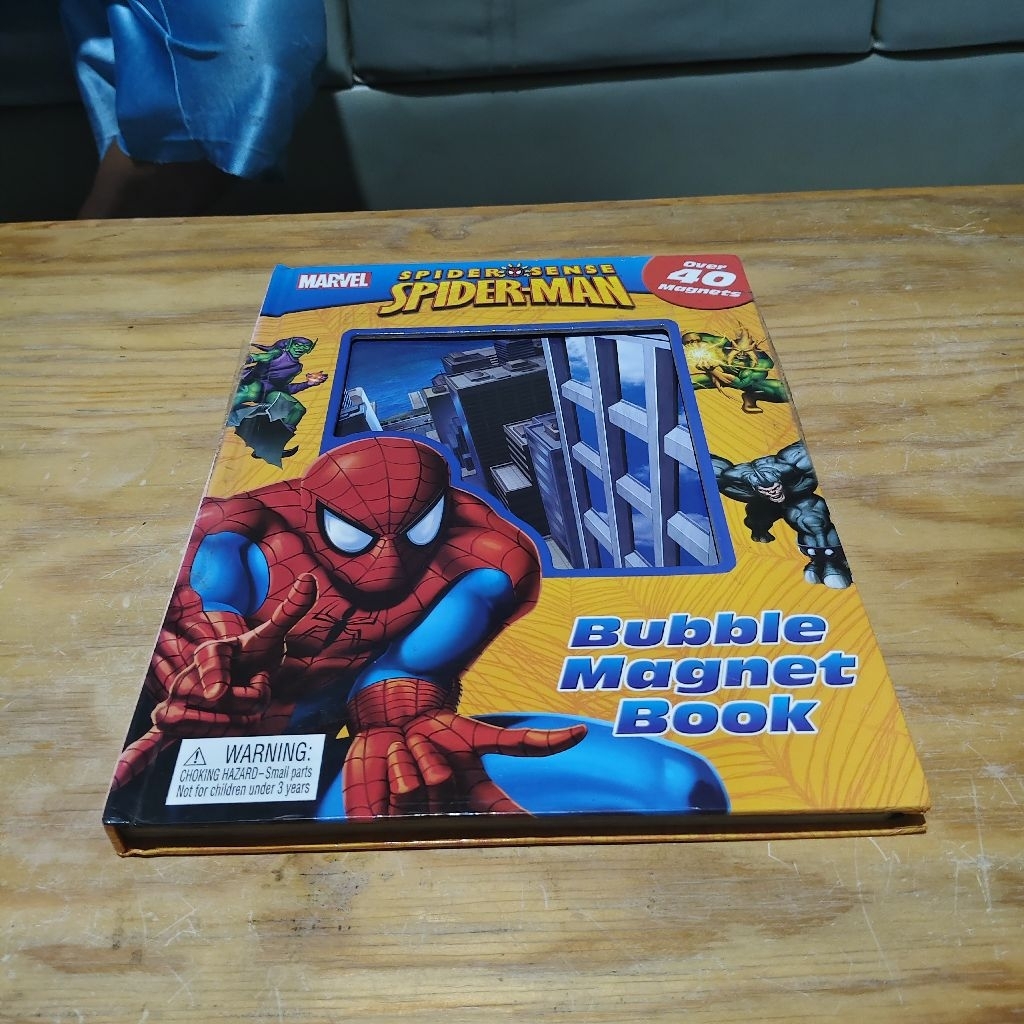 MARVEL
SPIDER SENSE
SPIDER-MAN
Over
40
Magnets
Bubble
Magnet
Book
WARNING:
CHOKING HAZARD-Small parts
Not for children under 3 years